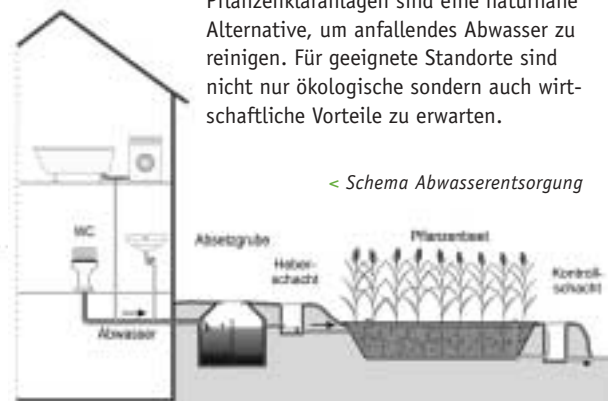 Pflanzenkläranlagen sind eine naturnahe
Alternative, um anfallendes Abwasser zu
reinigen. Für geeignete Standorte sind
nicht nur ökologische sondern auch wirt-
schaftliche Vorteile zu erwarten.
< Schema Abwasserentsorgung
WC
Absetzgrube
Heber-
schacht
Pflanzenbeet
Kontroll-
schacht
Abwasser